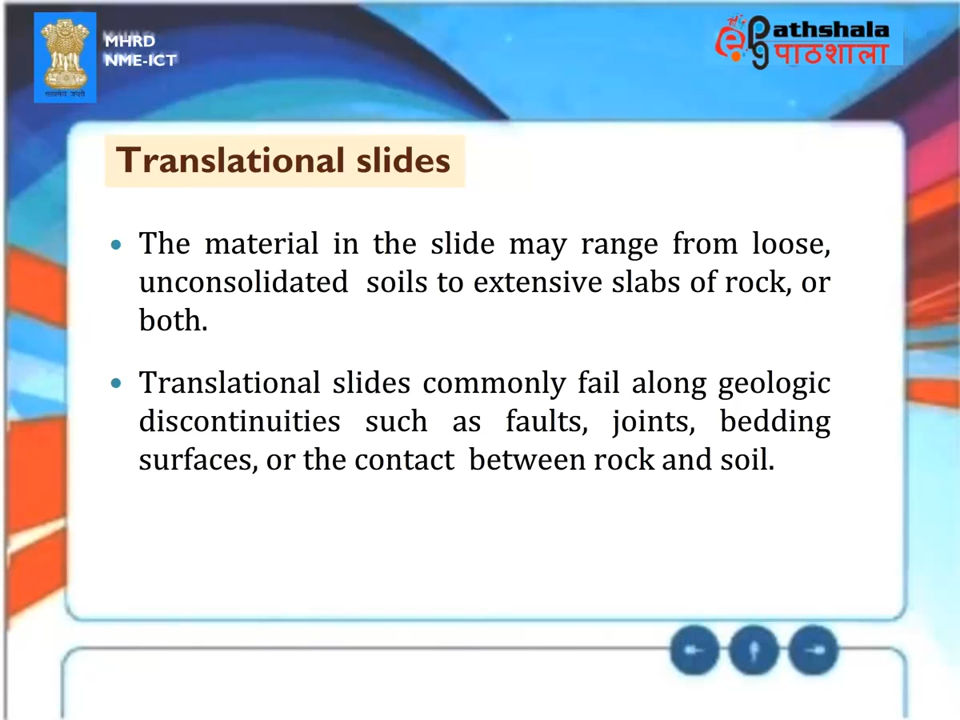 MHRD
NME-ICT
epg Pathshala
पाठशाला
Translational slides
• The material in the slide may range from loose,
unconsolidated soils to extensive slabs of rock, or
both.
• Translational slides commonly fail along geologic
discontinuities such as faults, joints, bedding
surfaces, or the contact between rock and soil.